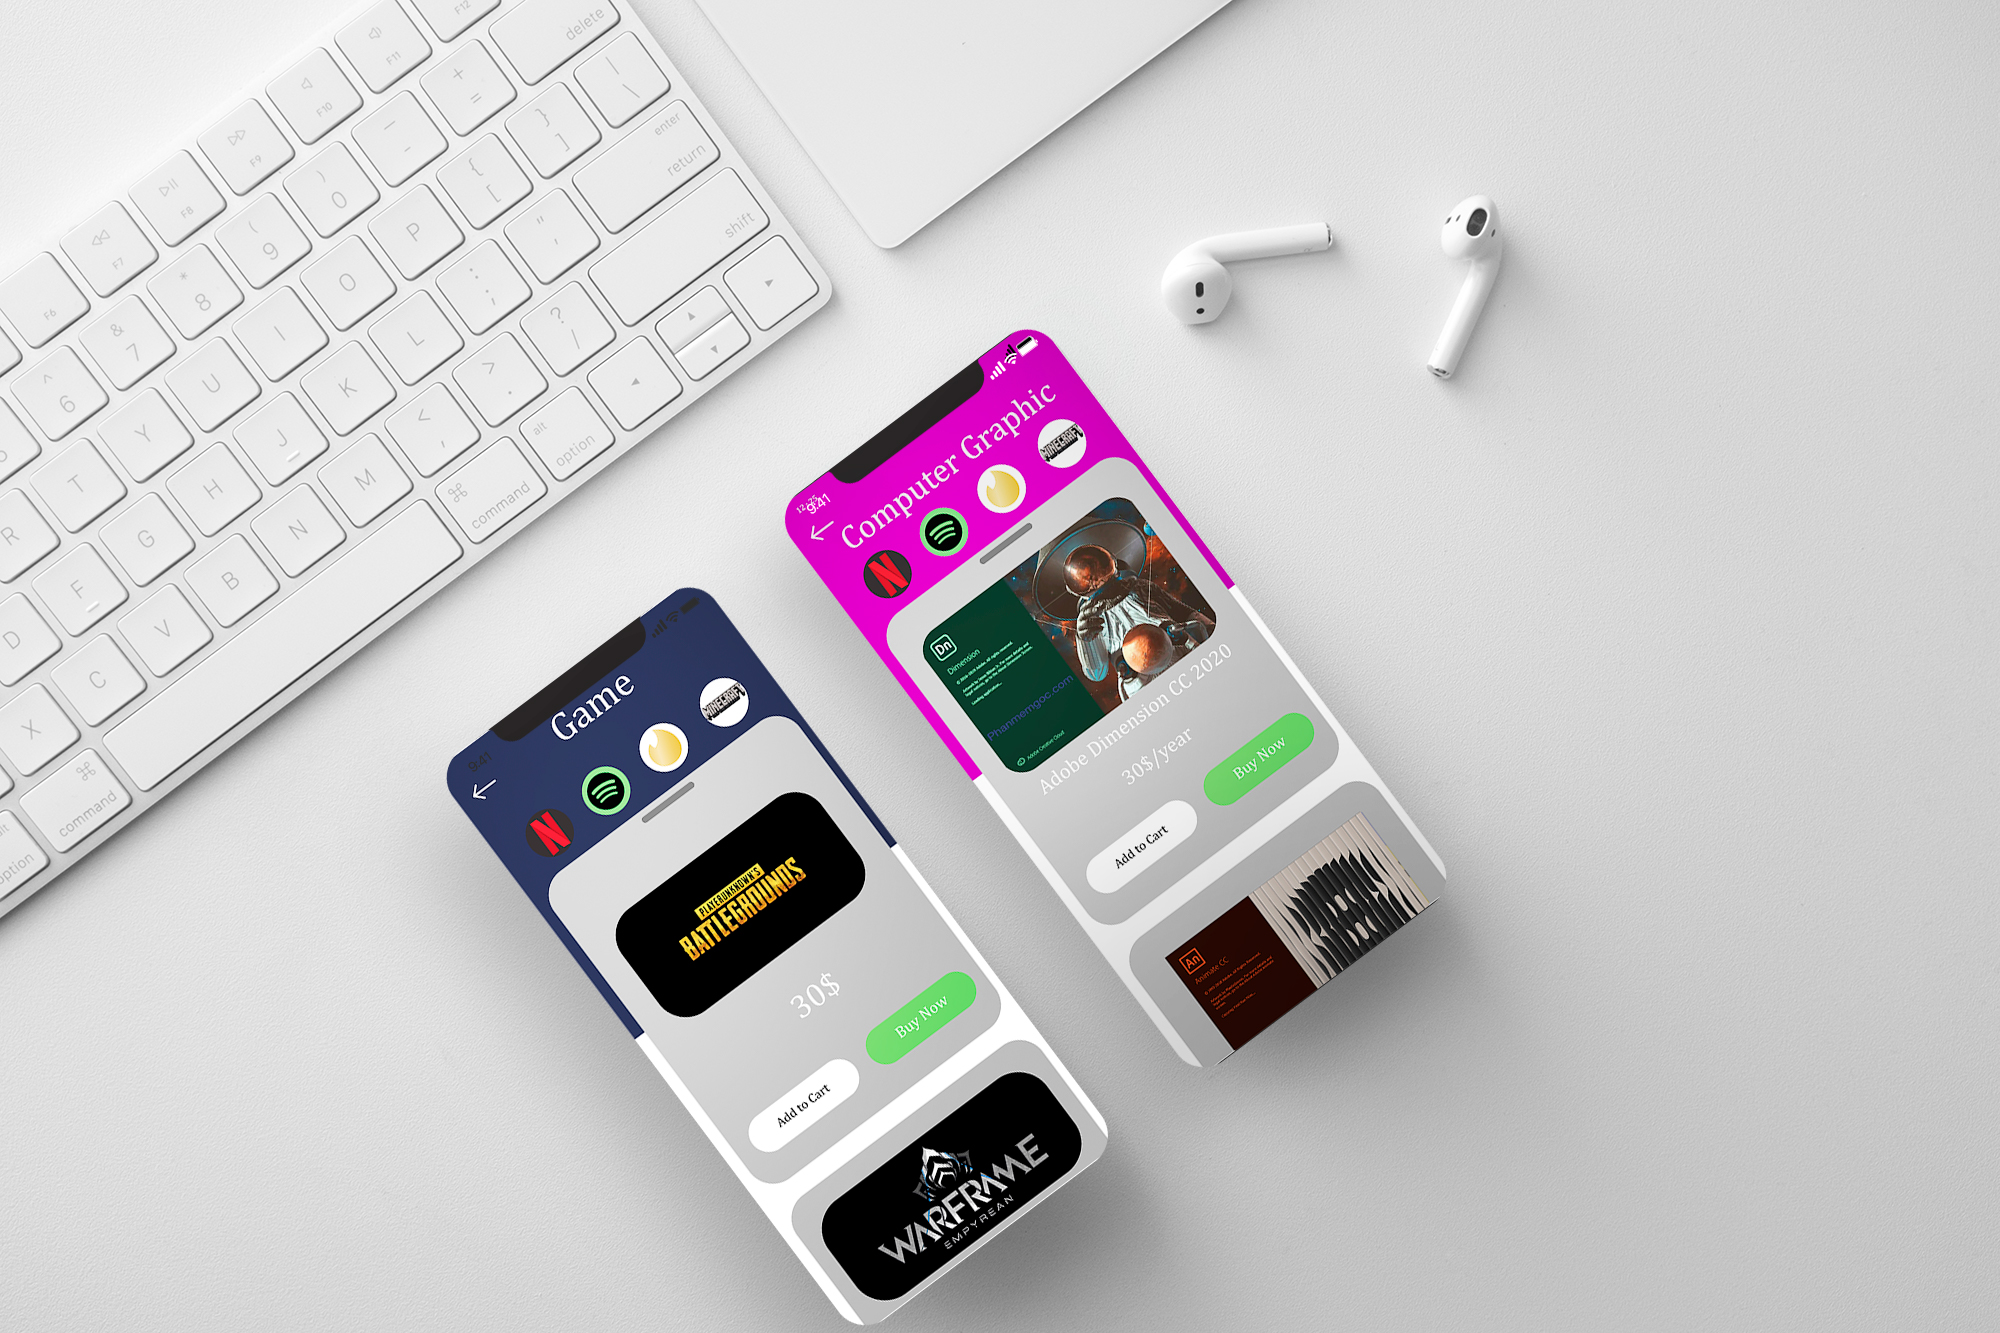 delete
F12
F11
F10
F9
F8
F7
F6
+
=
_
-
)
0
(
9
*
8
&
7
^
6
|
\
}
]
{
[
P
O
I
U
Y
T
R
enter
return
"
'
:
;
L
K
J
H
G
F
D
shift
?
/
>
.
<
,
M
N
B
V
C
X
alt
option
command
command
option
9:41
Game
N
MINECRAFT
PLAYERUNKNOWN'S
BATTLEGROUNDS
30$
Buy Now
Add to Cart
WARFRAME
EMPYREAN
12:25
9:41
Computer Graphic
N
MINECRAFT
Dn
Dimension
Loading application...
Phanmemgoc.com
Adobe Creative Cloud
Adobe Dimension CC 2020
30$/year
Buy Now
Add to Cart
An
Animate CC